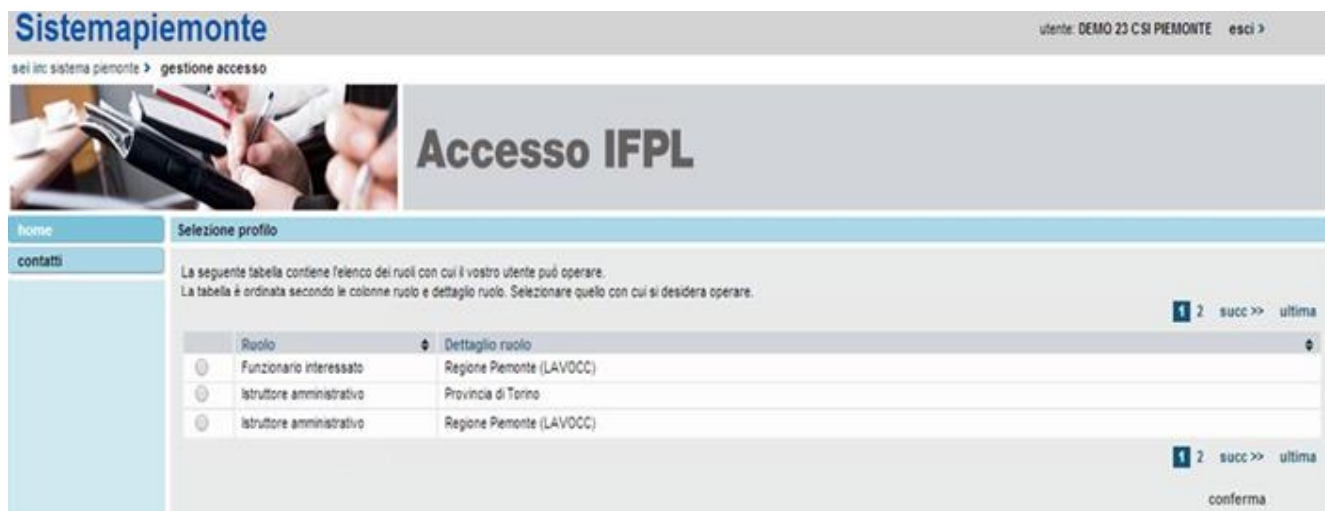 Sistemapiemonte
utente: DEMO 23 CSI PIEMONTE esci >
sei in: sistema piemonte > gestione accesso
Accesso IFPL
home
Selezione profilo
contatti
La seguente tabella contiene l'elenco dei ruoli con cui il vostro utente può operare.
La tabella è ordinata secondo le colonne ruolo e dettaglio ruolo. Selezionare quello con cui si desidera operare.
1 2 succ >> ultima
Ruolo Dettaglio ruolo
Funzionario interessato Regione Piemonte (LAVOCC)
Istruttore amministrativo Provincia di Torino
Istruttore amministrativo Regione Piemonte (LAVOCC)
1 2 succ >> ultima
conferma